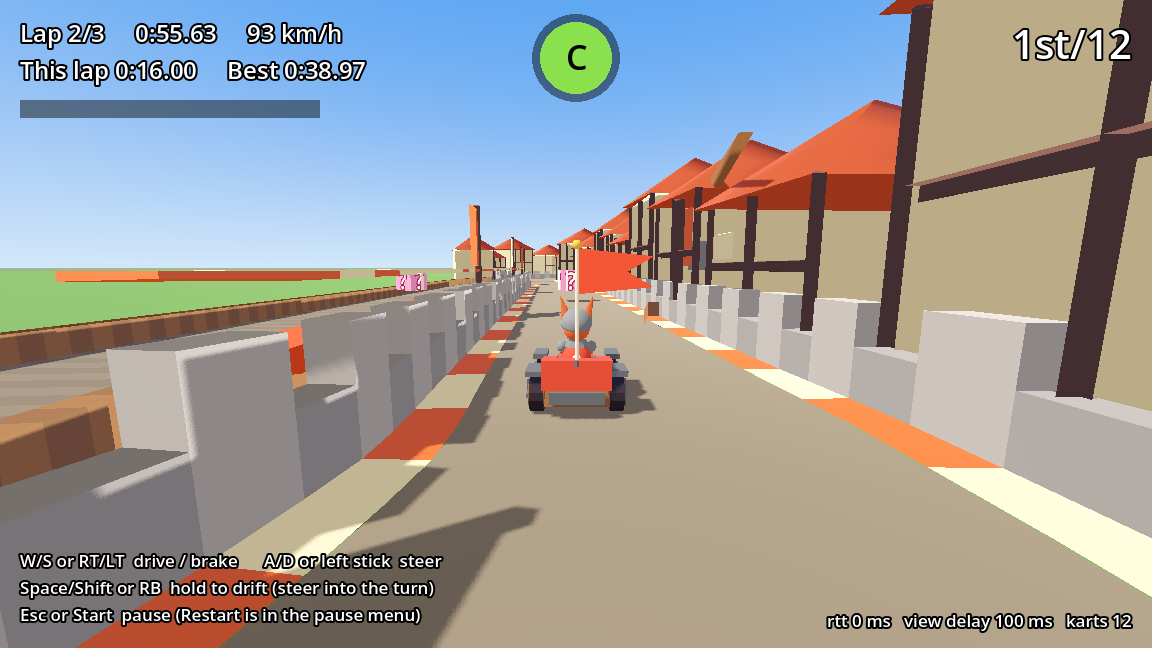 Lap 2/3 0:55.63 93 km/h
This lap 0:16.00 Best 0:38.97
C
1st/12
? ?
?
W/S or RT/LT drive / brake A/D or left stick steer
Space/Shift or RB hold to drift (steer into the turn)
Esc or Start pause (Restart is in the pause menu)
rtt 0 ms view delay 100 ms karts 12